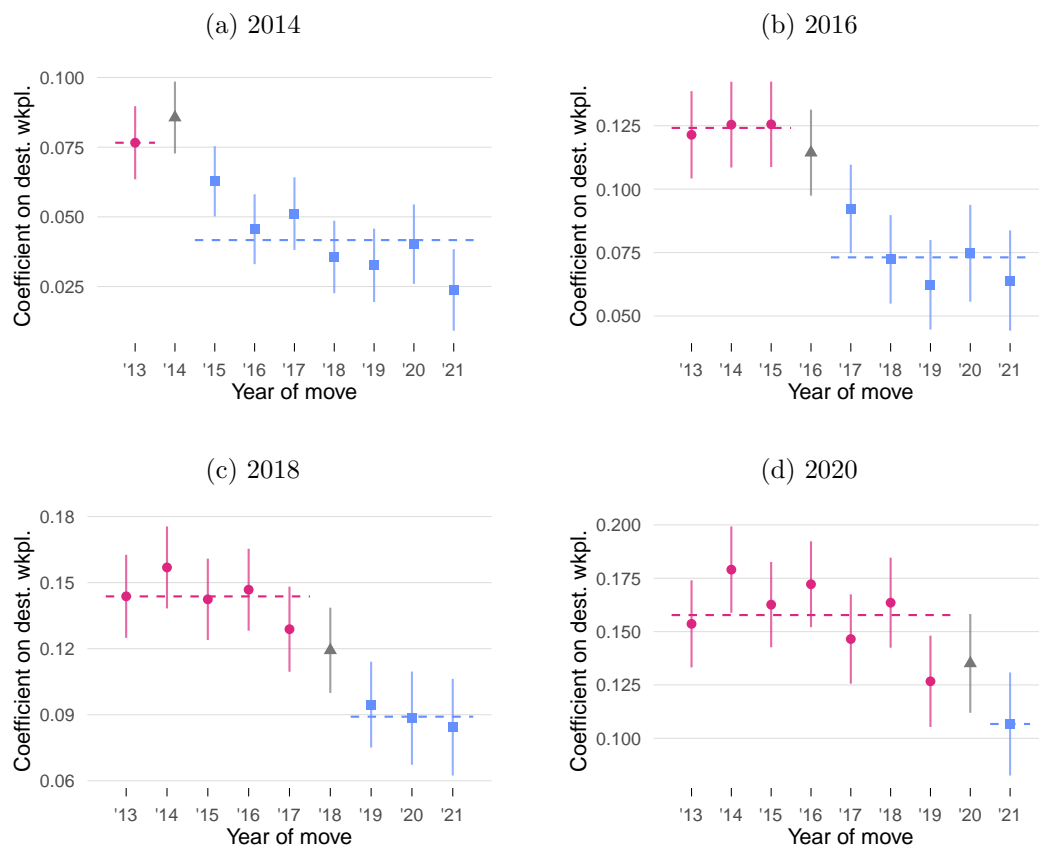 (a) 2014
Coefficient on dest. wkpl.
0.100
0.075
0.050
0.025
'13 '14 '15 '16 '17 '18 '19 '20 '21
Year of move
(b) 2016
Coefficient on dest. wkpl.
0.125
0.100
0.075
0.050
'13 '14 '15 '16 '17 '18 '19 '20 '21
Year of move
(c) 2018
Coefficient on dest. wkpl.
0.18
0.15
0.12
0.09
0.06
'13 '14 '15 '16 '17 '18 '19 '20 '21
Year of move
(d) 2020
Coefficient on dest. wkpl.
0.200
0.175
0.150
0.125
0.100
'13 '14 '15 '16 '17 '18 '19 '20 '21
Year of move